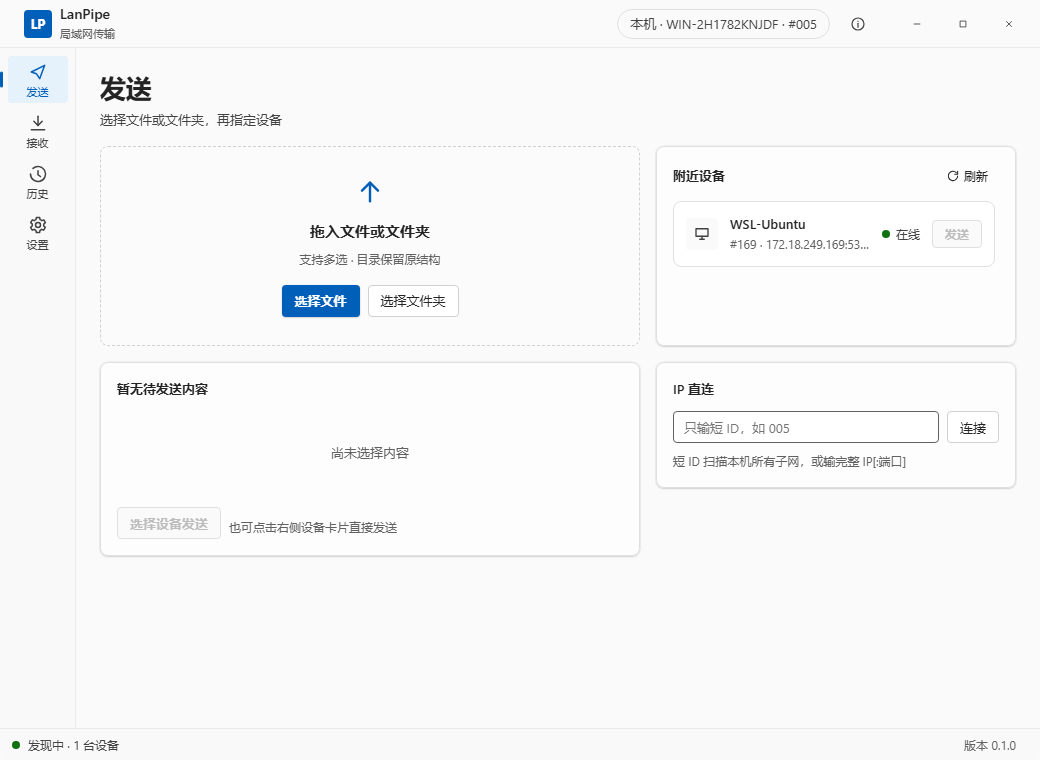 LP
LanPipe
局域网传输
本机 · WIN-2H1782KNJDF · #005
发送
接收
历史
设置
发送
选择文件或文件夹，再指定设备
拖入文件或文件夹
支持多选 · 目录保留原结构
选择文件
选择文件夹
附近设备
刷新
WSL-Ubuntu
#169 · 172.18.249.169:53...
在线
发送
暂无待发送内容
尚未选择内容
选择设备发送
也可点击右侧设备卡片直接发送
IP 直连
只输短 ID，如 005
连接
短 ID 扫描本机所有子网，或输完整 IP[:端口]
发现中 · 1 台设备
版本 0.1.0